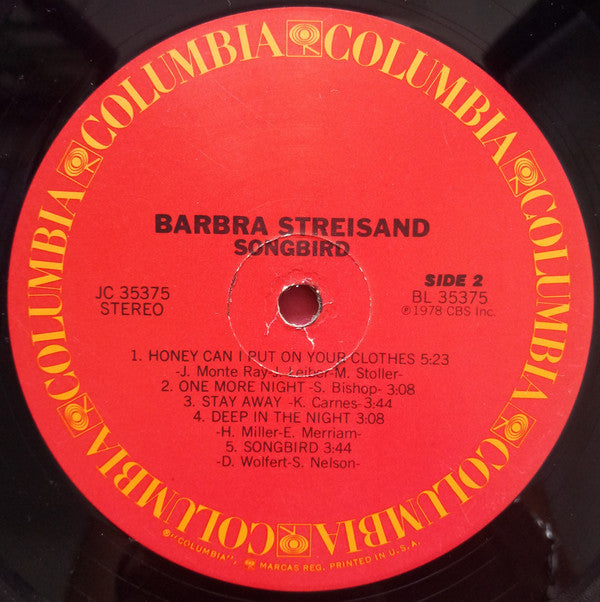 COLUMBIA COLUMBIA COLUMBIA COLUMBIA COLUMBIA COLUMBIA
BARBRA STREISAND
SONGBIRD
JC 35375
STEREO
SIDE 2
BL 35375
℗1978 CBS Inc.
1. HONEY CAN I PUT ON YOUR CLOTHES 5:23
-J. Monte Ray-J. Leiber-M. Stoller-
2. ONE MORE NIGHT -S. Bishop- 3:08
3. STAY AWAY -K. Carnes-3:44
4. DEEP IN THE NIGHT 3:08
-H. Miller-E. Merriam-
5. SONGBIRD 3:44
-D. Wolfert-S. Nelson-
®"COLUMBIA", MARCAS REG. PRINTED IN U.S.A.